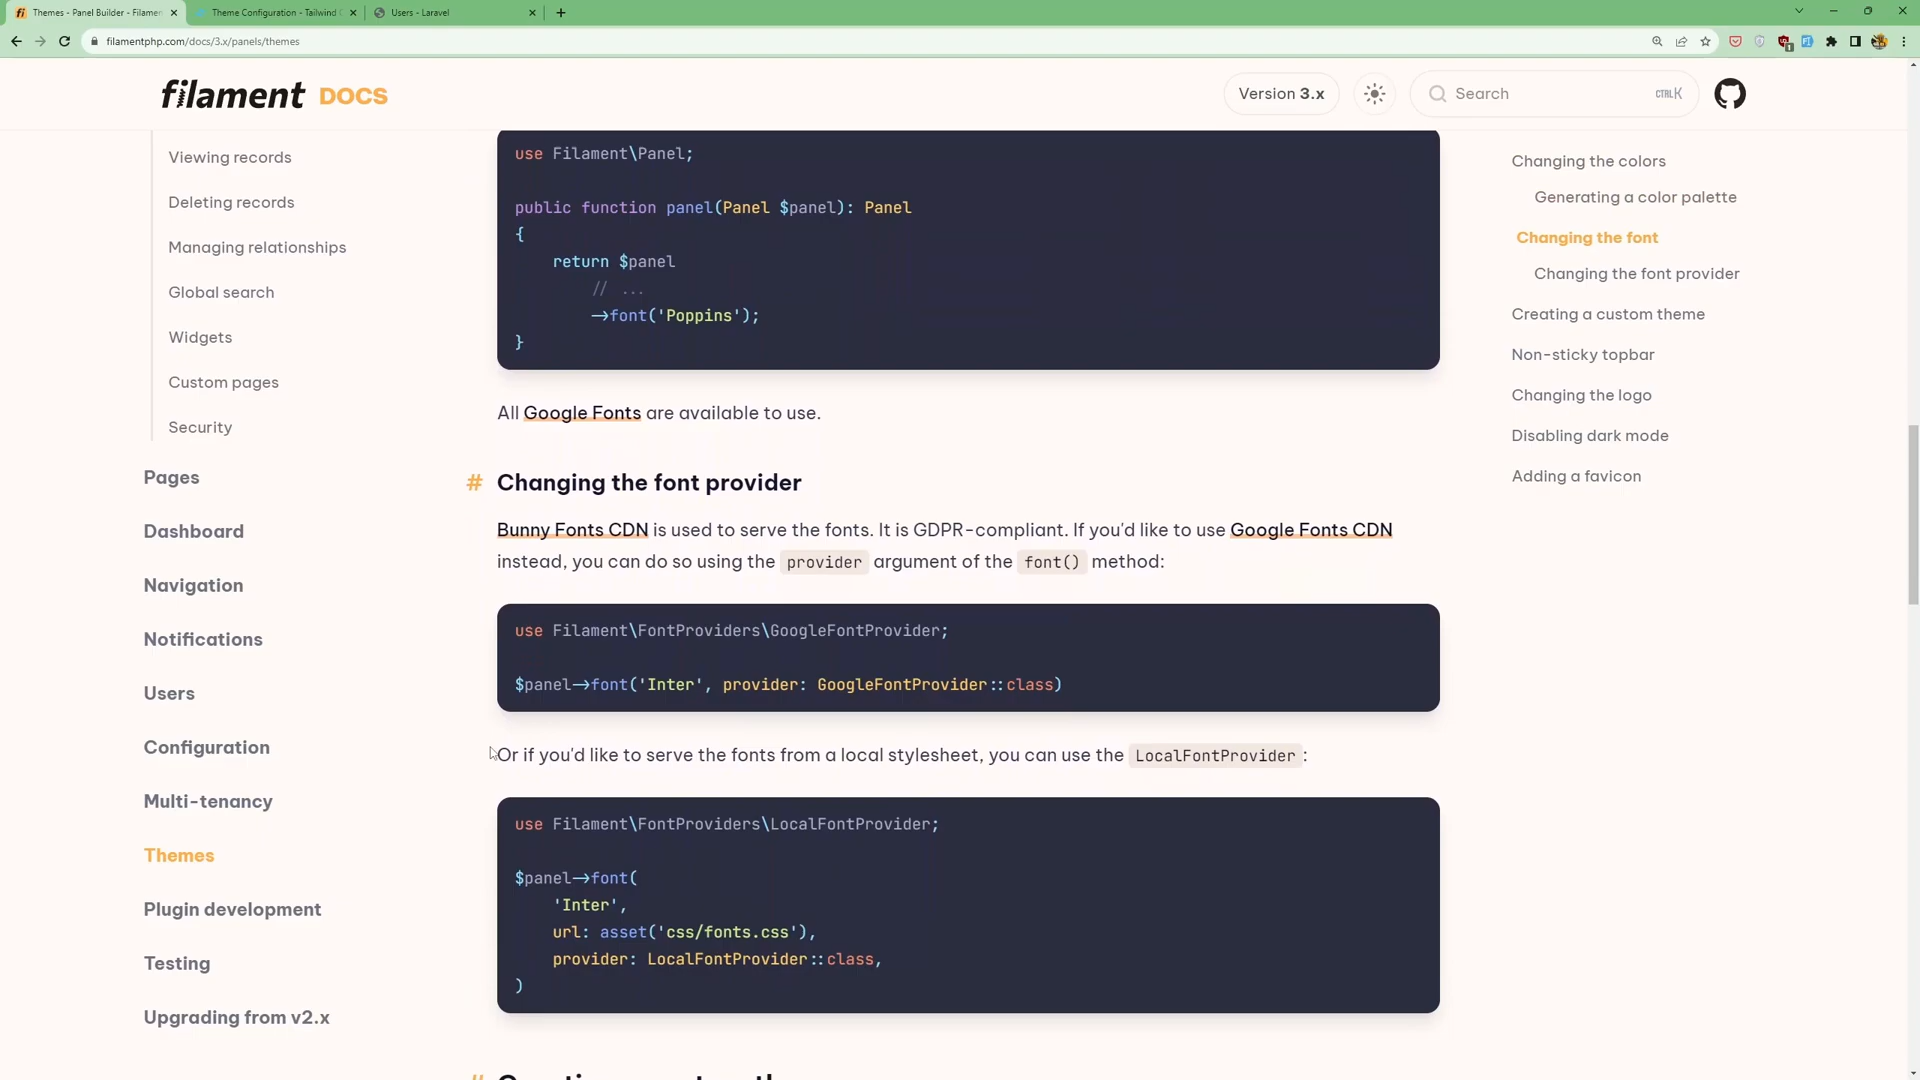 Themes - Panel Builder - Filamen
Theme Configuration - Tailwind C
Users - Laravel
filamentphp.com/docs/3.x/panels/themes
filament DOCS
Version 3.x
Search
CTRL K
Viewing records
Deleting records
Managing relationships
Global search
Widgets
Custom pages
Security
Pages
Dashboard
Navigation
Notifications
Users
Configuration
Multi-tenancy
Themes
Plugin development
Testing
Upgrading from v2.x
use Filament\Panel;
public function panel(Panel $panel): Panel
{
return $panel
// ...
->font('Poppins');
}
All Google Fonts are available to use.
# Changing the font provider
Bunny Fonts CDN is used to serve the fonts. It is GDPR-compliant. If you'd like to use Google Fonts CDN
instead, you can do so using the provider argument of the font() method:
use Filament\FontProviders\GoogleFontProvider;
$panel->font('Inter', provider: GoogleFontProvider::class)
Or if you'd like to serve the fonts from a local stylesheet, you can use the LocalFontProvider :
use Filament\FontProviders\LocalFontProvider;
$panel->font(
'Inter',
url: asset('css/fonts.css'),
provider: LocalFontProvider::class,
)
Changing the colors
Generating a color palette
Changing the font
Changing the font provider
Creating a custom theme
Non-sticky topbar
Changing the logo
Disabling dark mode
Adding a favicon